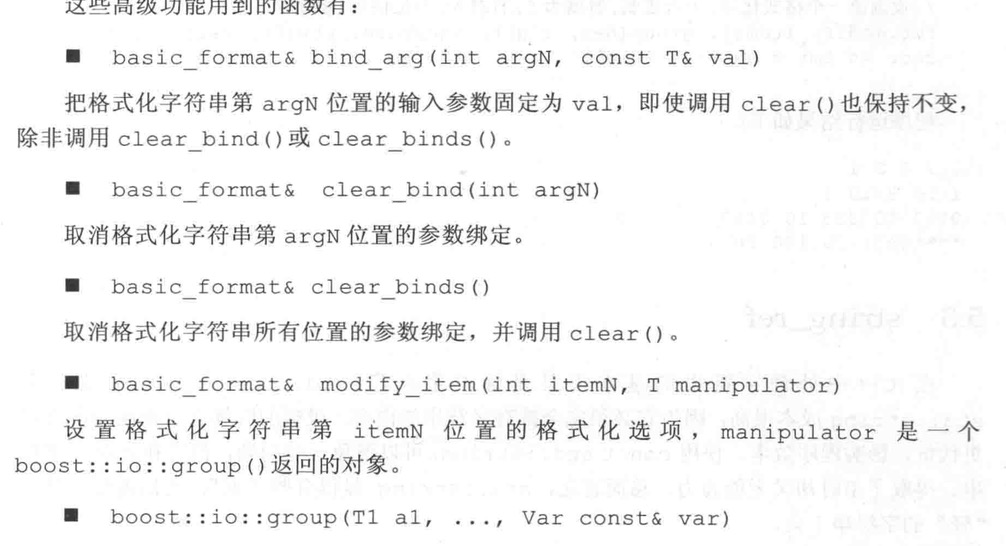 这些高级功能用到的函数有：
■ basic_format& bind_arg(int argN, const T& val)
把格式化字符串第 argN 位置的输入参数固定为 val，即使调用 clear()也保持不变，
除非调用 clear_bind()或 clear_binds()。
■ basic_format& clear_bind(int argN)
取消格式化字符串第 argN 位置的参数绑定。
■ basic_format& clear_binds()
取消格式化字符串所有位置的参数绑定，并调用 clear()。
5.5 string_ref
■ basic_format& modify_item(int itemN, T manipulator)
设置格式化字符串第 itemN 位置的格式化选项，manipulator 是一个
boost::io::group()返回的对象。
■ boost::io::group(T1 a1, ..., Var const& var)